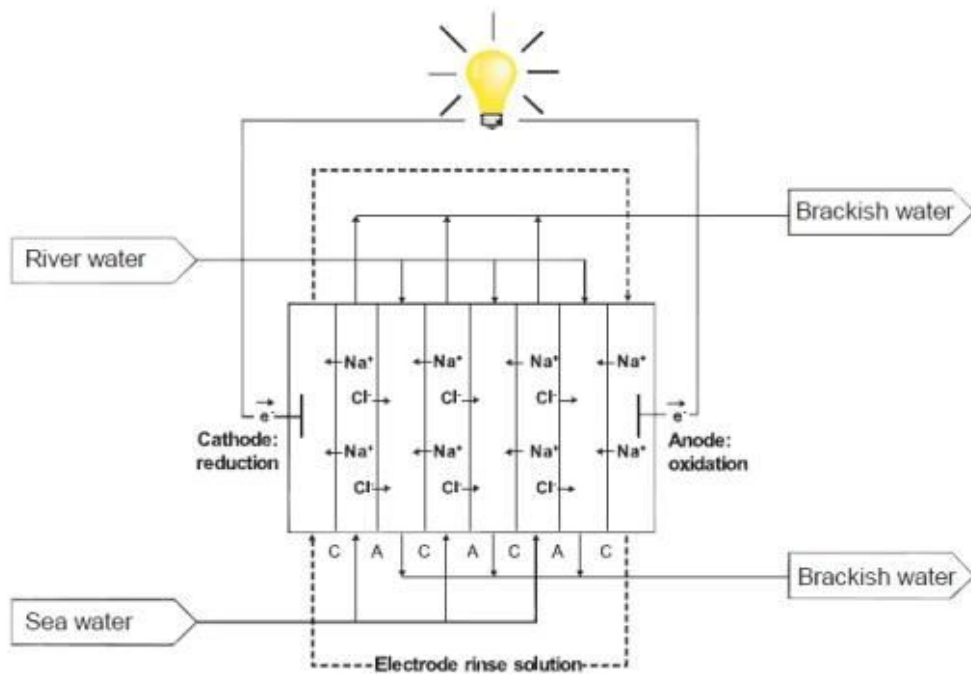 Brackish water
River water
Na⁺ Na⁺ Na⁺ Na⁺
Cl⁻ Cl⁻ Cl⁻
e⁻ e⁻
Cathode:
reduction
Anode:
oxidation
Na⁺ Na⁺ Na⁺ Na⁺
Cl⁻ Cl⁻ Cl⁻
C A C A C A C
Brackish water
Sea water
Electrode rinse solution